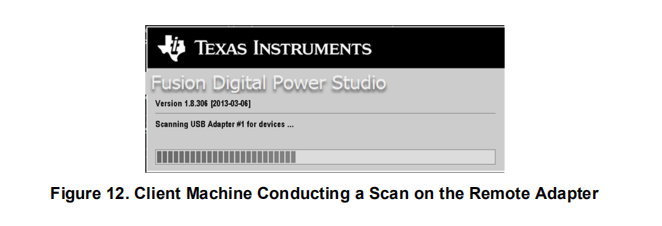 TEXAS INSTRUMENTS
Fusion Digital Power Studio
Version 1.8.306 [2013-03-06]
Scanning USB Adapter #1 for devices ...
Figure 12. Client Machine Conducting a Scan on the Remote Adapter